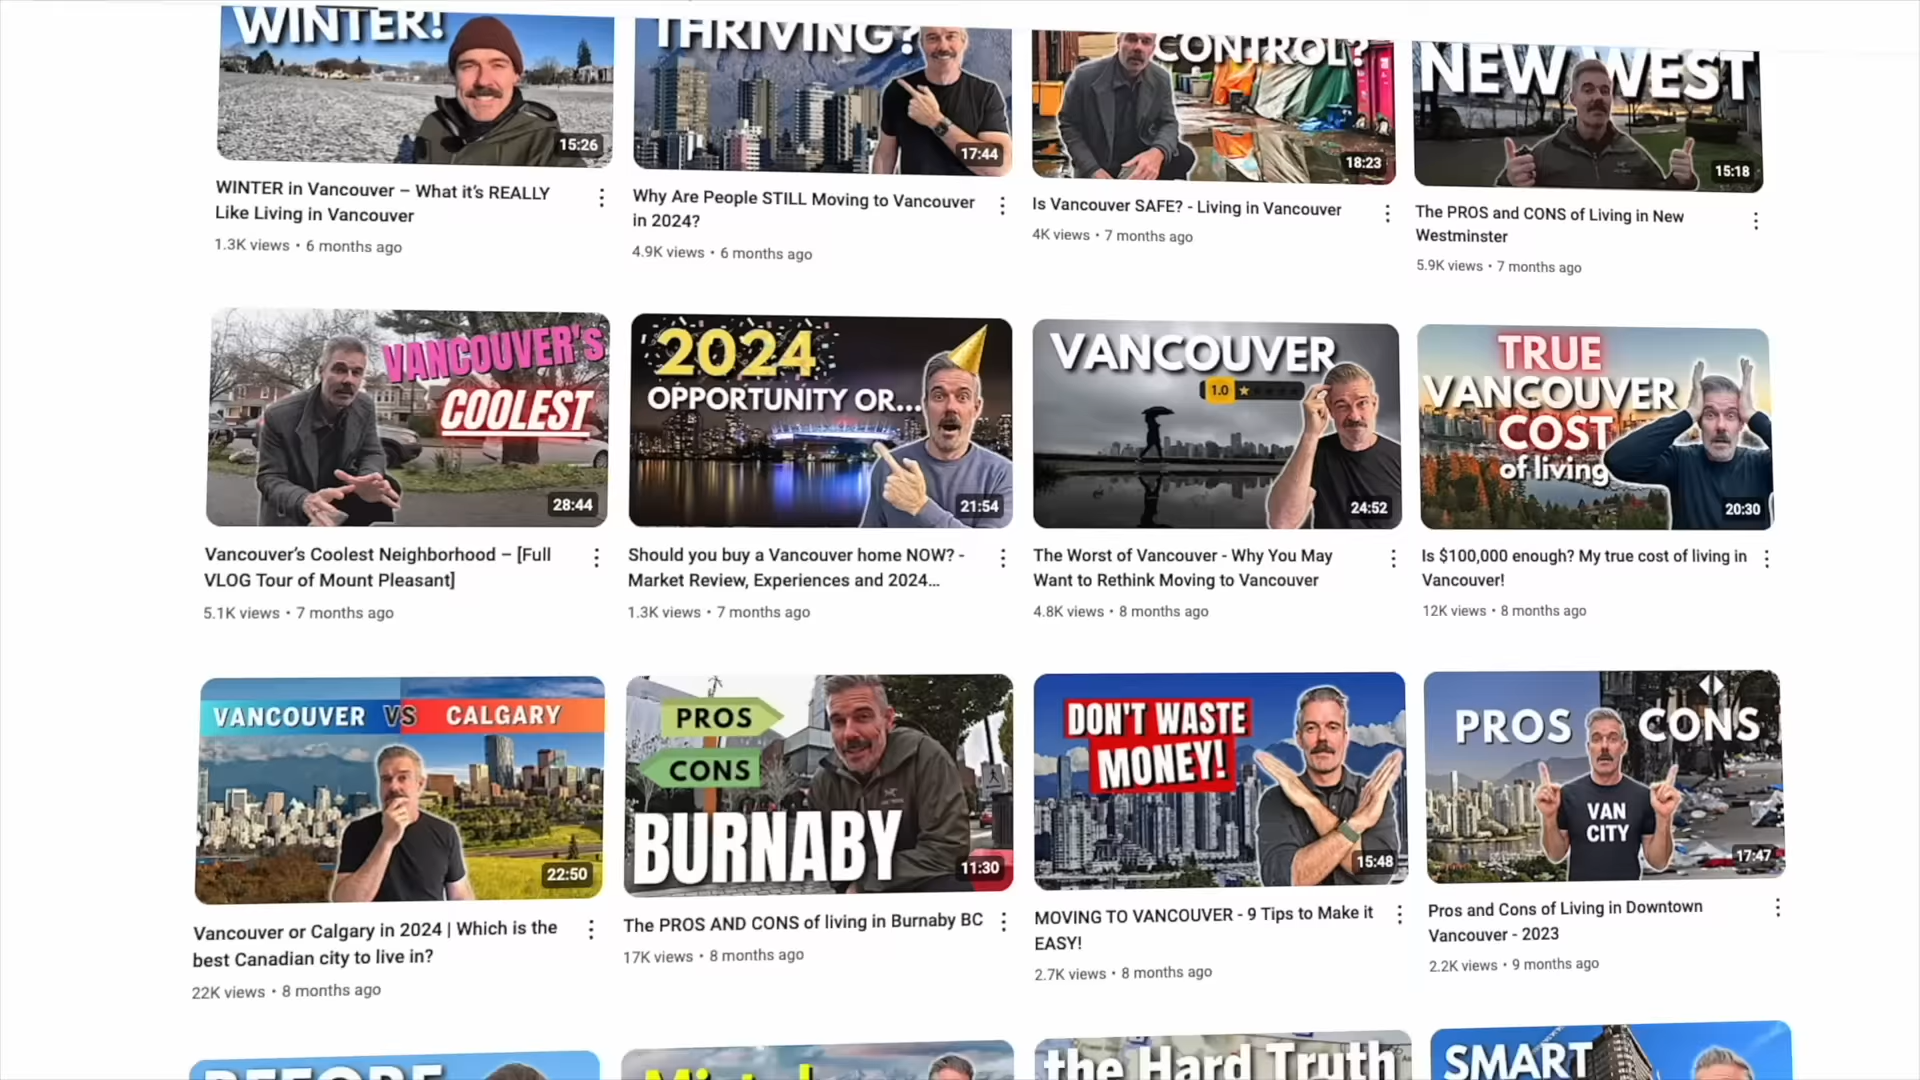 WINTER!
15:26
WINTER in Vancouver – What it's REALLY
Like Living in Vancouver
1.3K views • 6 months ago
THRIVING?
17:44
Why Are People STILL Moving to Vancouver
in 2024?
4.9K views • 6 months ago
CONTROL?
18:23
Is Vancouver SAFE? - Living in Vancouver
4K views • 7 months ago
NEW WEST
15:18
The PROS and CONS of Living in New
Westminster
5.9K views • 7 months ago
VANCOUVER'S
COOLEST
28:44
Vancouver's Coolest Neighborhood – [Full
VLOG Tour of Mount Pleasant]
5.1K views • 7 months ago
2024
OPPORTUNITY OR...
21:54
Should you buy a Vancouver home NOW? -
Market Review, Experiences and 2024...
1.3K views • 7 months ago
VANCOUVER
1.0
24:52
The Worst of Vancouver - Why You May
Want to Rethink Moving to Vancouver
4.8K views • 8 months ago
TRUE
VANCOUVER
COST
of living
20:30
Is $100,000 enough? My true cost of living in
Vancouver!
12K views • 8 months ago
VANCOUVER VS CALGARY
22:50
Vancouver or Calgary in 2024 | Which is the
best Canadian city to live in?
22K views • 8 months ago
PROS
CONS
BURNABY
11:30
The PROS AND CONS of living in Burnaby BC
17K views • 8 months ago
DON'T WASTE
MONEY!
15:48
MOVING TO VANCOUVER - 9 Tips to Make it
EASY!
2.7K views • 8 months ago
PROS CONS
VAN
CITY
17:47
Pros and Cons of Living in Downtown
Vancouver - 2023
2.2K views • 9 months ago
BEFORE
the Hard Truth
SMART